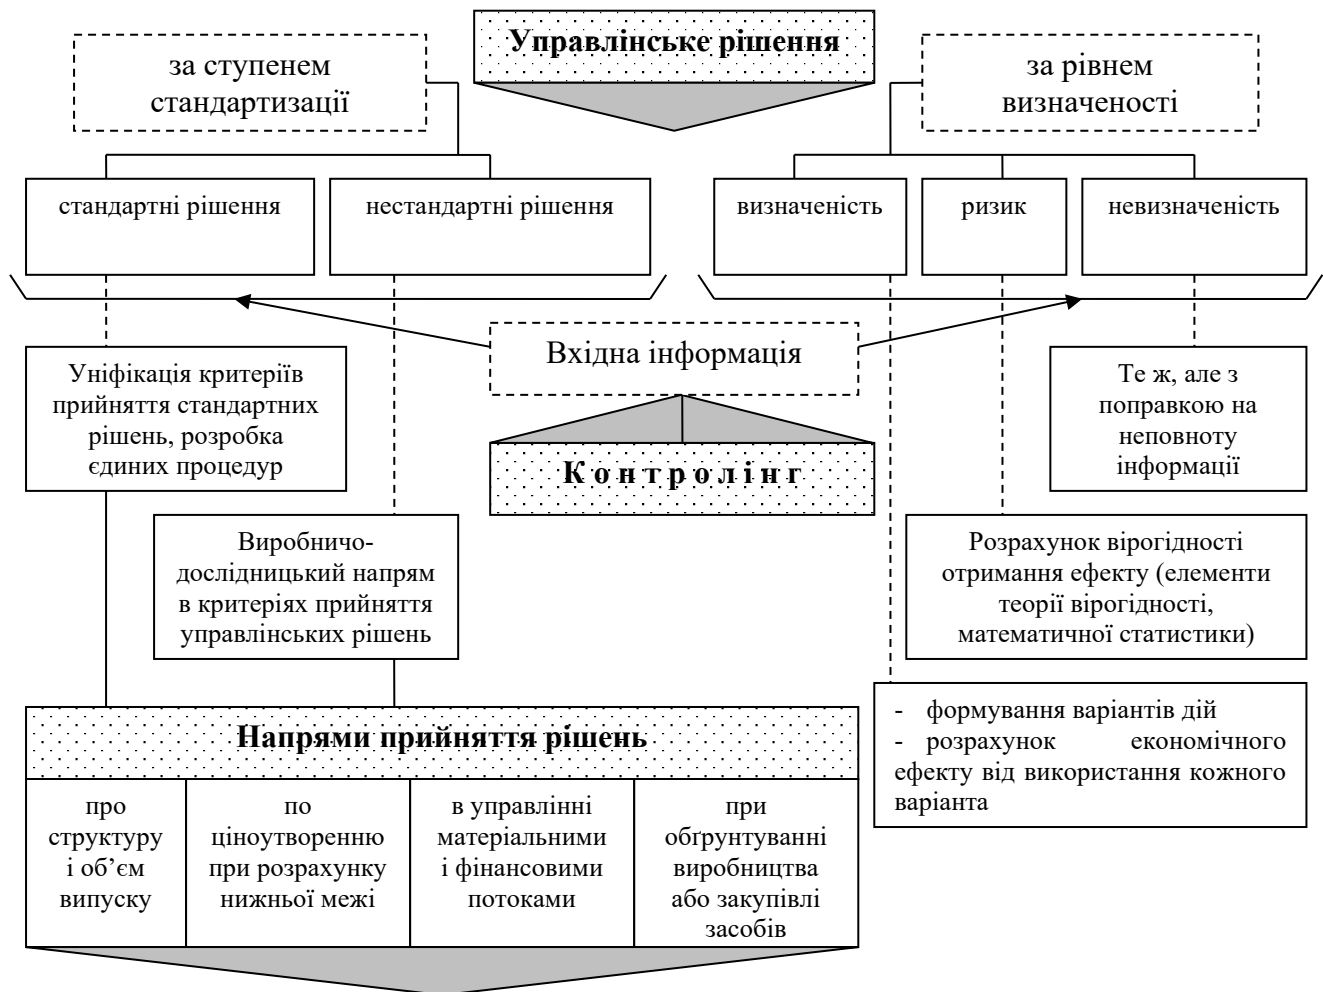 Управлінське рішення
за ступенем
стандартизації
за рівнем
визначеності
стандартні рішення
нестандартні рішення
визначеність
ризик
невизначеність
Вхідна інформація
Уніфікація критеріїв
прийняття стандартних
рішень, розробка
єдиних процедур
Те ж, але з
поправкою на
неповноту
інформації
К о н т р о л і н г
Виробничо-
дослідницький напрям
в критеріях прийняття
управлінських рішень
Розрахунок вірогідності
отримання ефекту (елементи
теорії вірогідності,
математичної статистики)
- формування варіантів дій
- розрахунок економічного
ефекту від використання кожного
варіанта
Напрями прийняття рішень
про
структуру
і об’єм
випуску
по
ціноутворенню
при розрахунку
нижньої межі
в управлінні
матеріальними
і фінансовими
потоками
при
обґрунтуванні
виробництва
або закупівлі
засобів